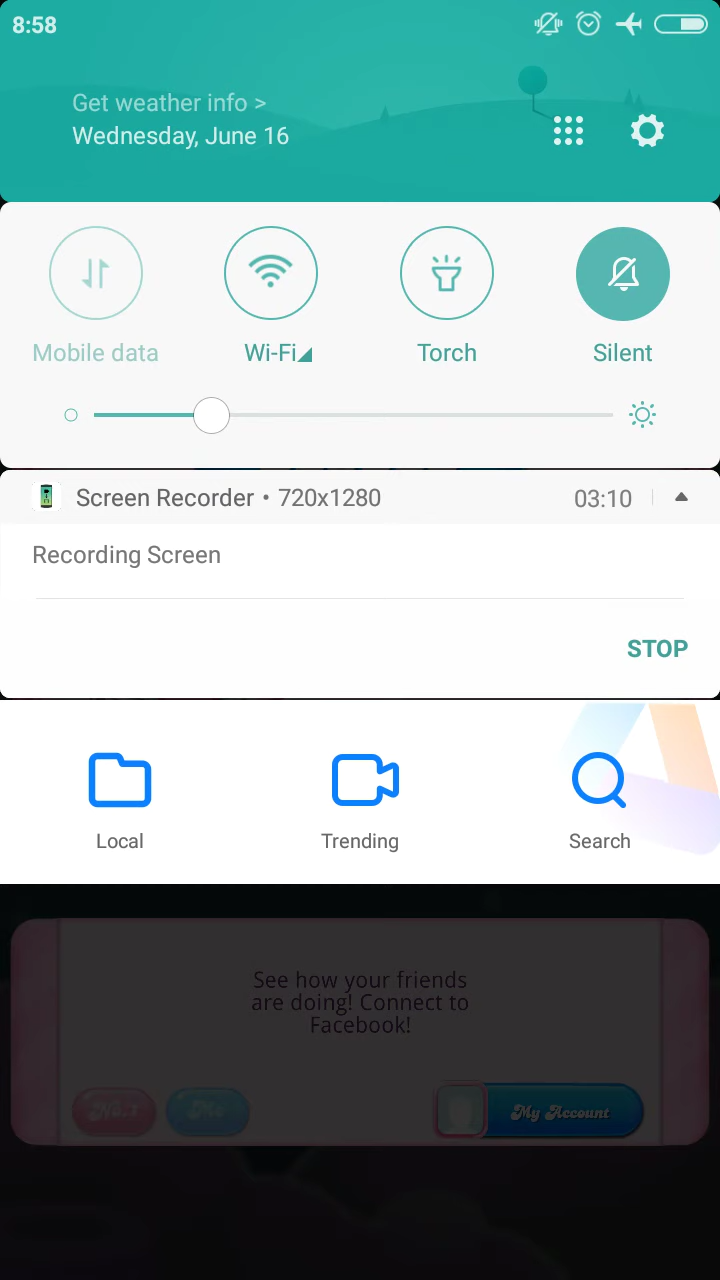 8:58
Get weather info >
Wednesday, June 16
Mobile data
Wi-Fi
Torch
Silent
Screen Recorder • 720x1280
03:10
Recording Screen
STOP
Local
Trending
Search
See how your friends
are doing! Connect to
Facebook!
My Account